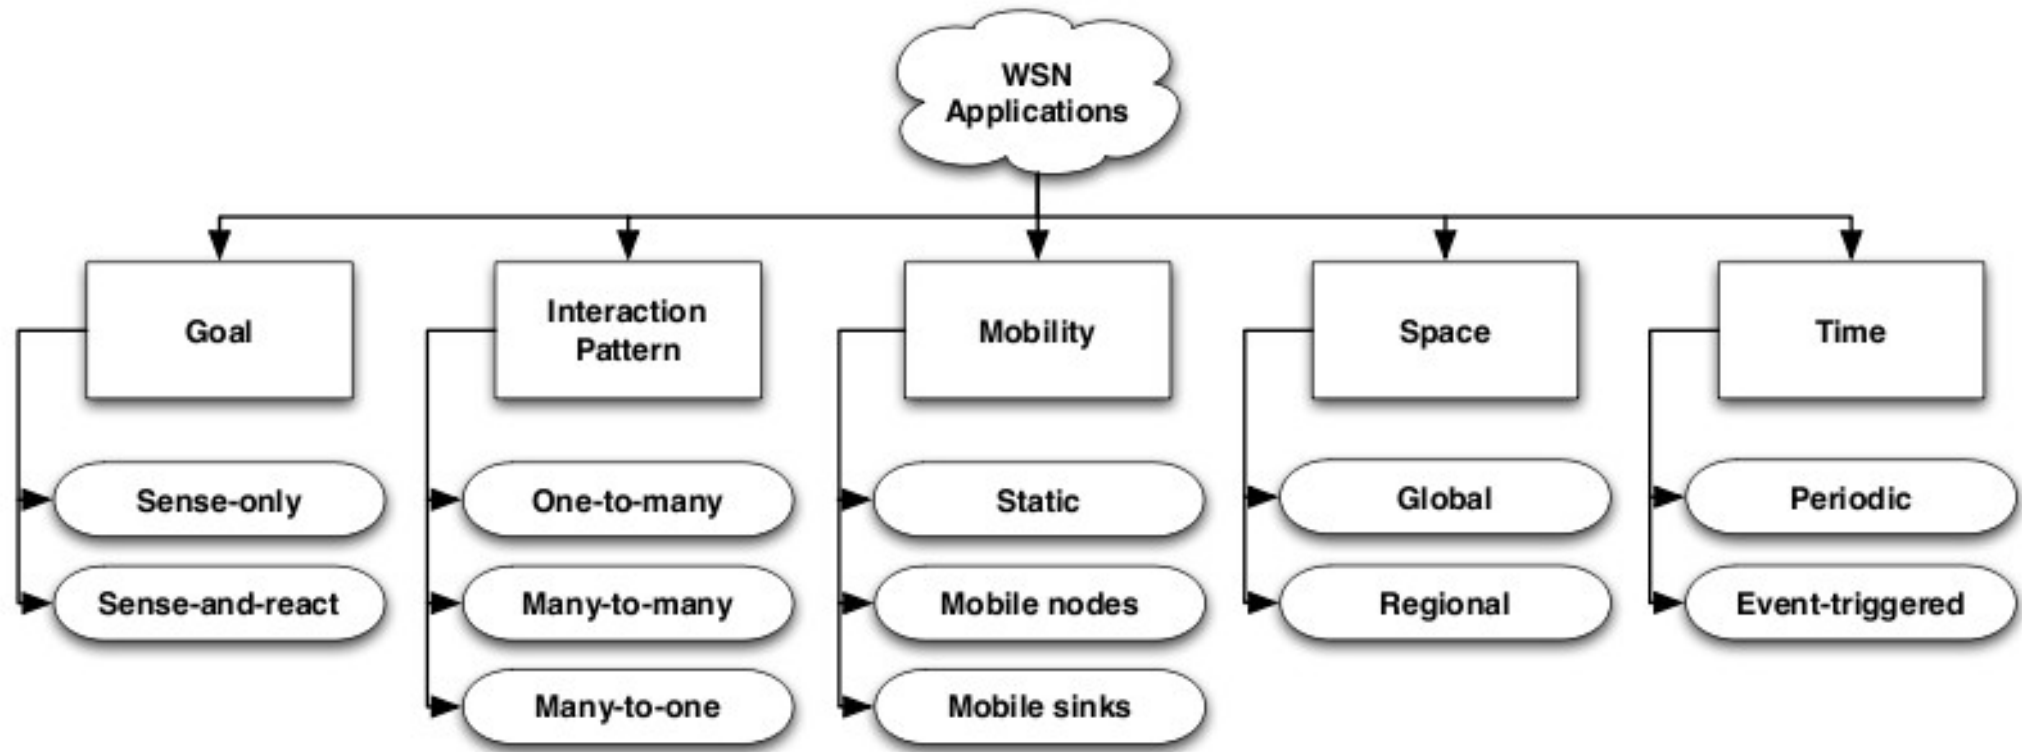 WSN
Applications
Goal
Interaction
Pattern
Mobility
Space
Time
Sense-only
One-to-many
Static
Global
Periodic
Sense-and-react
Many-to-many
Mobile nodes
Regional
Event-triggered
Many-to-one
Mobile sinks